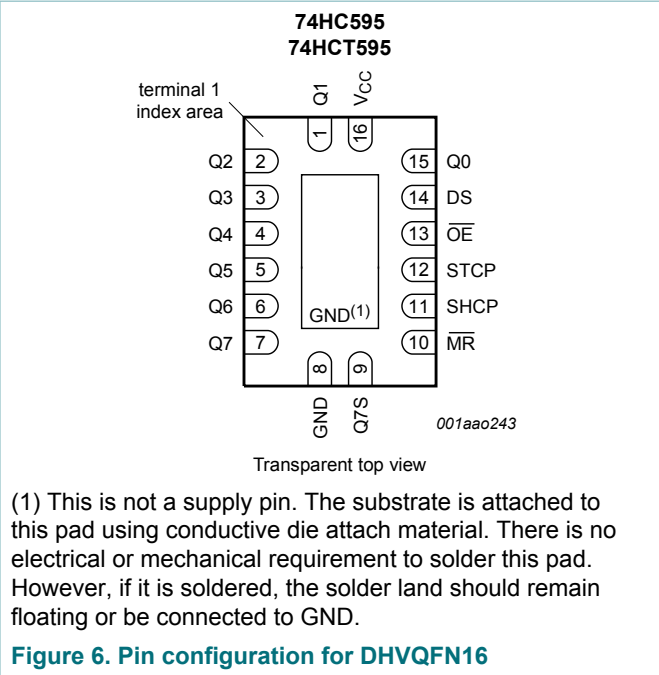 74HC595
74HCT595
terminal 1
index area
Q1
VCC
1
16
Q2 2 15 Q0
Q3 3 14 DS
Q4 4 13 O̅E̅
Q5 5 12 STCP
Q6 6 11 SHCP
GND(1)
Q7 7 10 M̅R̅
8
9
GND
Q7S
001aao243
Transparent top view
(1) This is not a supply pin. The substrate is attached to
this pad using conductive die attach material. There is no
electrical or mechanical requirement to solder this pad.
However, if it is soldered, the solder land should remain
floating or be connected to GND.
Figure 6. Pin configuration for DHVQFN16